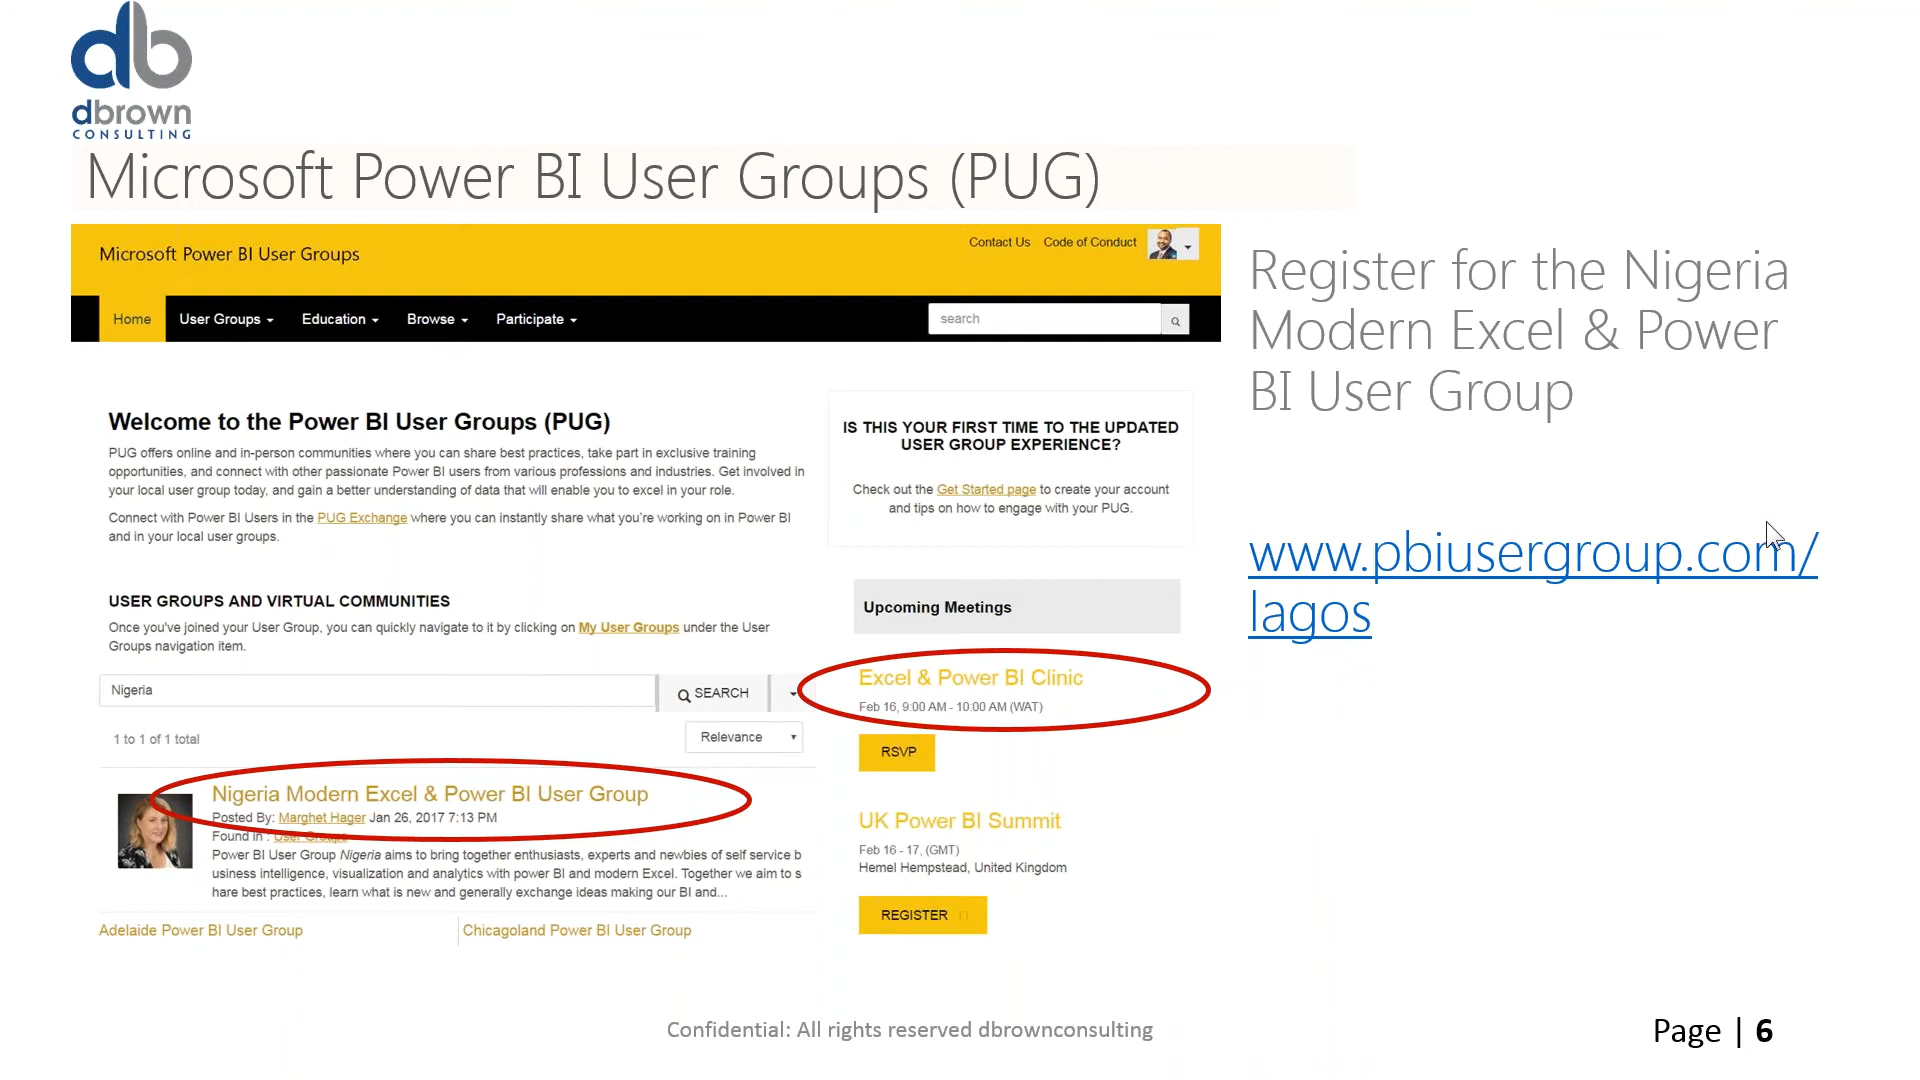 dbrown
CONSULTING
Microsoft Power BI User Groups (PUG)
Microsoft Power BI User Groups
Contact Us Code of Conduct
Home User Groups Education Browse Participate
search
Welcome to the Power BI User Groups (PUG)
PUG offers online and in-person communities where you can share best practices, take part in exclusive training
opportunities, and connect with other passionate Power BI users from various professions and industries. Get involved in
your local user group today, and gain a better understanding of data that will enable you to excel in your role.
Connect with Power BI Users in the PUG Exchange where you can instantly share what you're working on in Power BI
and in your local user groups.
USER GROUPS AND VIRTUAL COMMUNITIES
Once you've joined your User Group, you can quickly navigate to it by clicking on My User Groups under the User
Groups navigation item.
Nigeria
SEARCH
1 to 1 of 1 total
Relevance
Nigeria Modern Excel & Power BI User Group
Posted By: Marghet Hager Jan 26, 2017 7:13 PM
Found in : User Groups
Power BI User Group Nigeria aims to bring together enthusiasts, experts and newbies of self service b
usiness intelligence, visualization and analytics with power BI and modern Excel. Together we aim to s
hare best practices, learn what is new and generally exchange ideas making our BI and...
Adelaide Power BI User Group
Chicagoland Power BI User Group
IS THIS YOUR FIRST TIME TO THE UPDATED
USER GROUP EXPERIENCE?
Check out the Get Started page to create your account
and tips on how to engage with your PUG.
Upcoming Meetings
Excel & Power BI Clinic
Feb 16, 9:00 AM - 10:00 AM (WAT)
RSVP
UK Power BI Summit
Feb 16 - 17, (GMT)
Hemel Hempstead, United Kingdom
REGISTER
Register for the Nigeria
Modern Excel & Power
BI User Group
www.pbiusergroup.com/
lagos
Confidential: All rights reserved dbrownconsulting
Page | 6